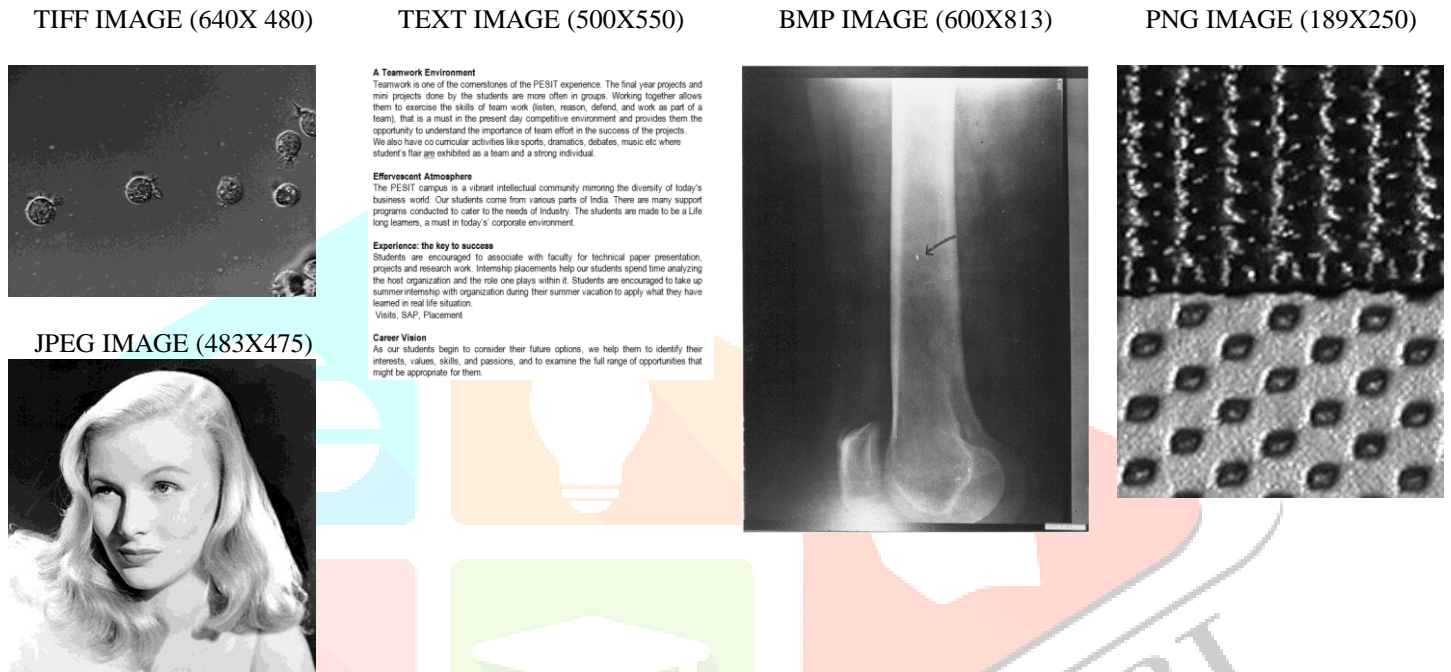 TIFF IMAGE (640X 480)
TEXT IMAGE (500X550)
BMP IMAGE (600X813)
PNG IMAGE (189X250)
A Teamwork Environment
Teamwork is one of the cornerstones of the PESIT experience. The final year projects and
mini projects done by the students are more often in groups. Working together allows
them to exercise the skills of team work (listen, reason, defend, and work as part of a
team), that is a must in the present day competitive environment and provides them the
opportunity to understand the importance of team effort in the success of the projects.
We also have co curricular activities like sports, dramatics, debates, music etc where
student's flair are exhibited as a team and a strong individual.
Effervescent Atmosphere
The PESIT campus is a vibrant intellectual community mirroring the diversity of today's
business world. Our students come from various parts of India. There are many support
programs conducted to cater to the needs of Industry. The students are made to be a Life
long learners, a must in today's' corporate environment.
Experience: the key to success
Students are encouraged to associate with faculty for technical paper presentation,
projects and research work. Internship placements help our students spend time analyzing
the host organization and the role one plays within it. Students are encouraged to take up
summer internship with organization during their summer vacation to apply what they have
learned in real life situation.
Visits, SAP, Placement
Career Vision
As our students begin to consider their future options, we help them to identify their
interests, values, skills, and passions, and to examine the full range of opportunities that
might be appropriate for them.
JPEG IMAGE (483X475)